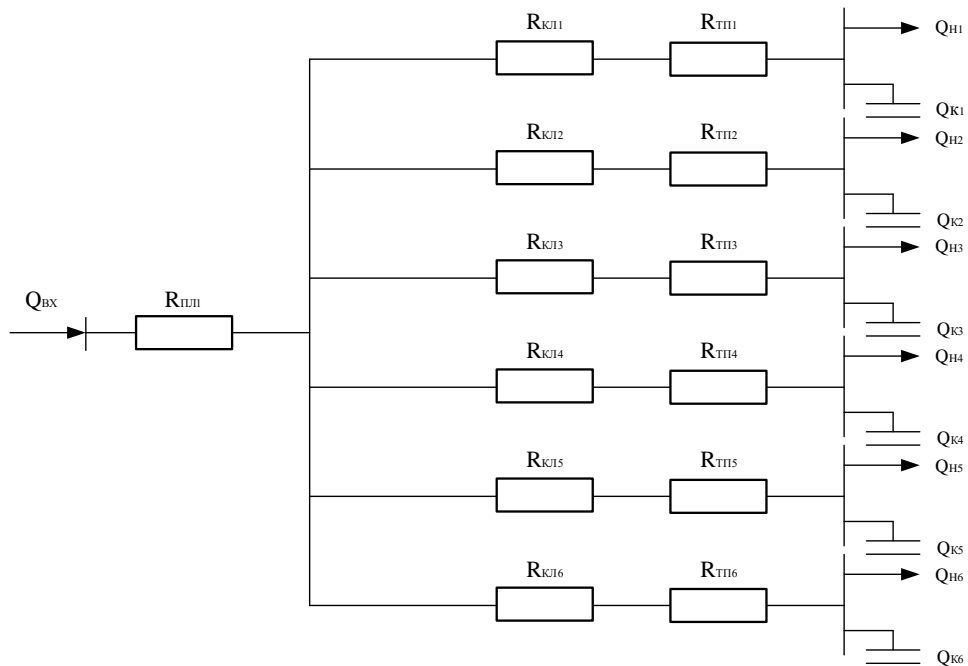 RКЛ1 RТП1 QН1
QК1
RКЛ2 RТП2 QН2
QК2
RКЛ3 RТП3 QН3
QВХ RПЛ1
QК3
RКЛ4 RТП4 QН4
QК4
RКЛ5 RТП5 QН5
QК5
RКЛ6 RТП6 QН6
QК6